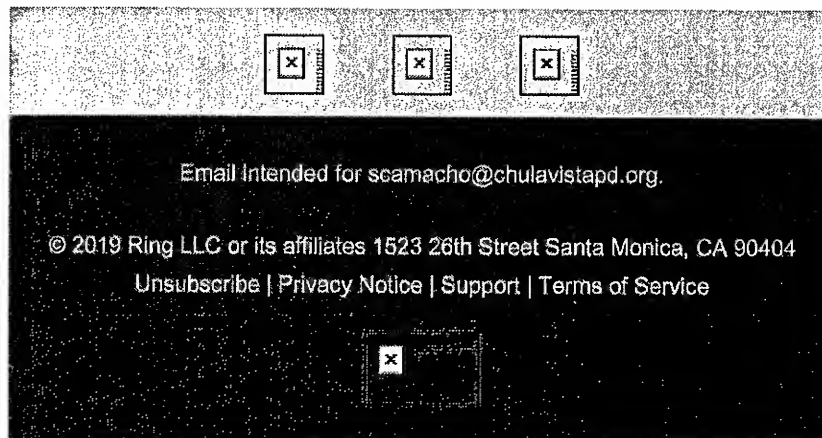 Email Intended for scamacho@chulavistapd.org.
© 2019 Ring LLC or its affiliates 1523 26th Street Santa Monica, CA 90404
Unsubscribe | Privacy Notice | Support | Terms of Service